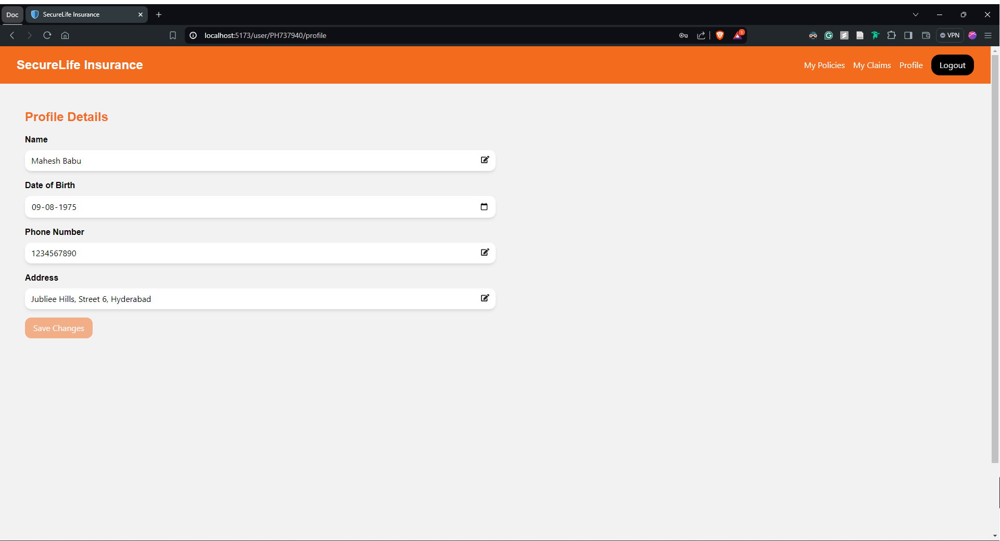 Doc
SecureLife Insurance
localhost:5173/user/PH737940/profile
1
VPN
SecureLife Insurance
My Policies
My Claims
Profile
Logout
Profile Details
Name
Mahesh Babu
Date of Birth
09-08-1975
Phone Number
1234567890
Address
Jubliee Hills, Street 6, Hyderabad
Save Changes